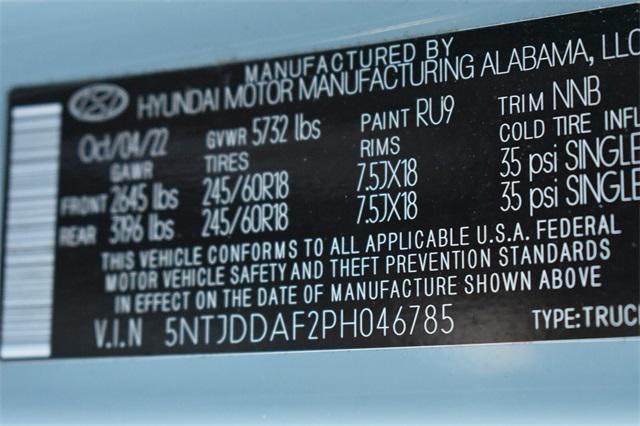 MANUFACTURED BY
HYUNDAI MOTOR MANUFACTURING ALABAMA, LLC
Oct/04/22 GVWR 5732 lbs PAINT RU9 TRIM NNB
GAWR TIRES RIMS COLD TIRE INFL
FRONT 2645 lbs 245/60R18 7.5JX18 35 psi SINGLE
REAR 3196 lbs 245/60R18 7.5JX18 35 psi SINGLE
THIS VEHICLE CONFORMS TO ALL APPLICABLE U.S.A. FEDERAL
MOTOR VEHICLE SAFETY AND THEFT PREVENTION STANDARDS
IN EFFECT ON THE DATE OF MANUFACTURE SHOWN ABOVE
V.I.N 5NTJDDAF2PH046785 TYPE:TRUC